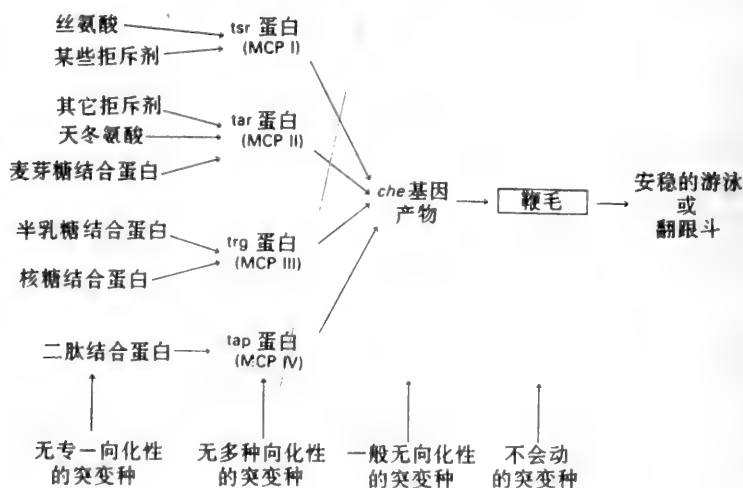 丝氨酸
某些拒斥剂
tsr 蛋白
(MCP I)
其它拒斥剂
天冬氨酸
麦芽糖结合蛋白
tar 蛋白
(MCP II)
半乳糖结合蛋白
核糖结合蛋白
trg 蛋白
(MCP III)
二肽结合蛋白
tap 蛋白
(MCP IV)
che基因
产物
鞭毛
安稳的游泳
或
翻跟斗
无专一向化性
的突变种
无多种向化性
的突变种
一般无向化性
的突变种
不会动
的突变种